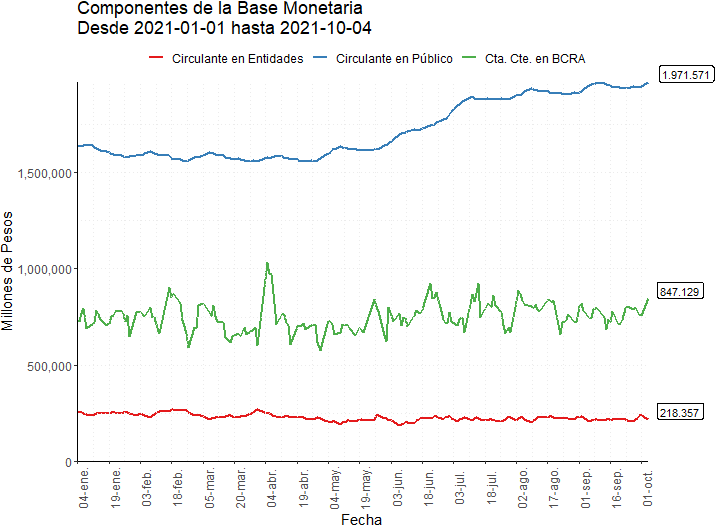 Componentes de la Base Monetaria
Desde 2021-01-01 hasta 2021-10-04
Circulante en Entidades Circulante en Público Cta. Cte. en BCRA
1.971.571
1,500,000
1,000,000
847.129
500,000
218.357
0
Millones de Pesos
04-ene. 19-ene. 03-feb. 18-feb. 05-mar. 20-mar. 04-abr. 19-abr. 04-may. 19-may. 03-jun. 18-jun. 03-jul. 18-jul. 02-ago. 17-ago. 01-sep. 16-sep. 01-oct.
Fecha